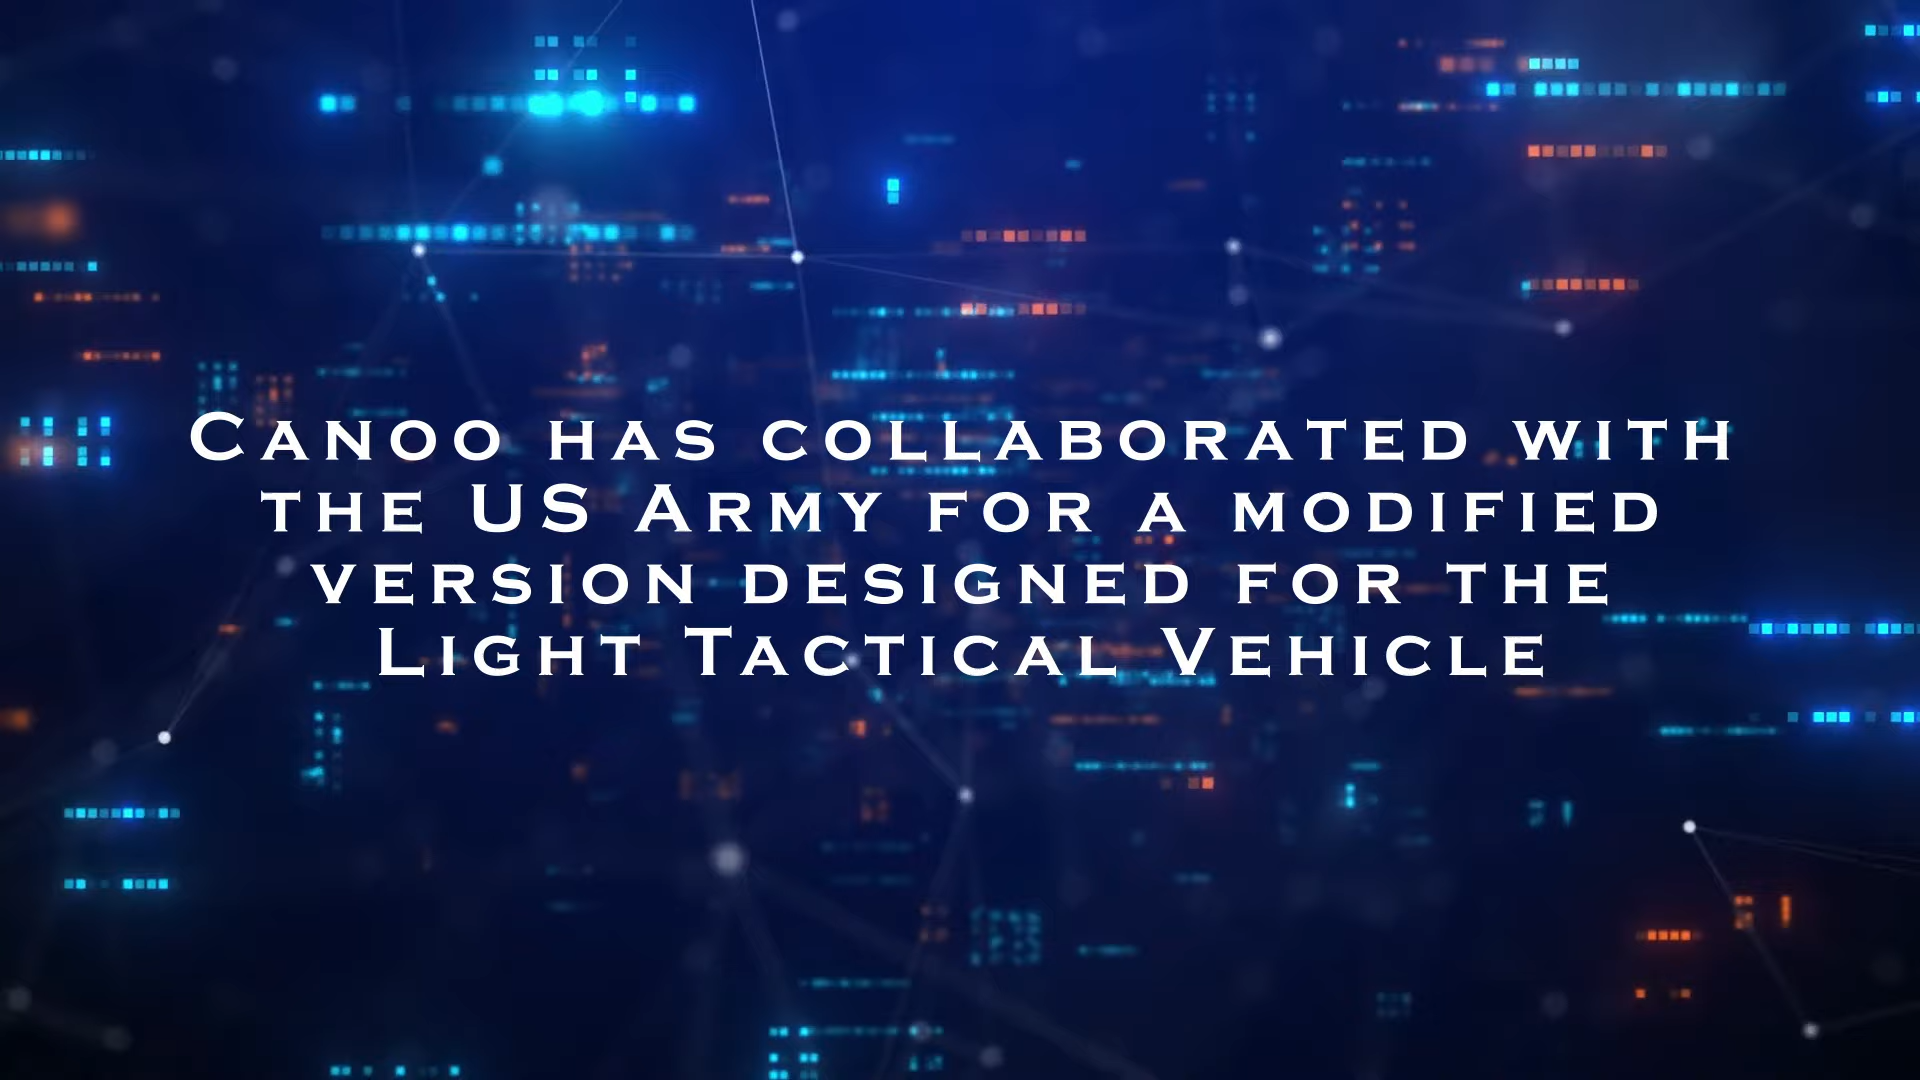 Canoo has collaborated with
the US Army for a modified
version designed for the
Light Tactical Vehicle